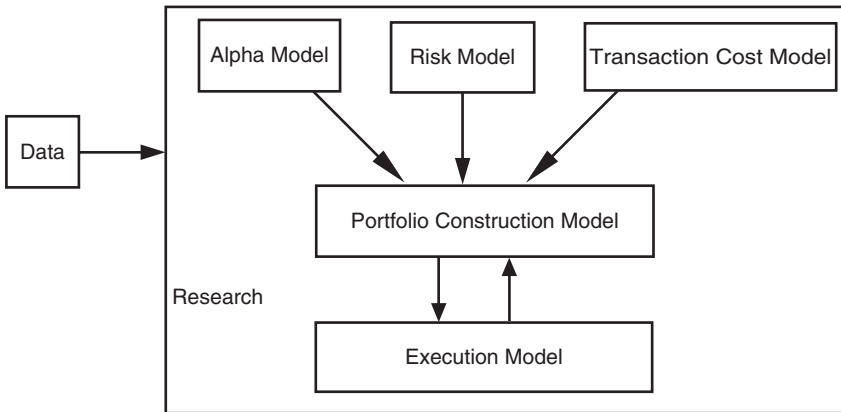 Alpha Model
Risk Model
Transaction Cost Model
Data
Portfolio Construction Model
Research
Execution Model